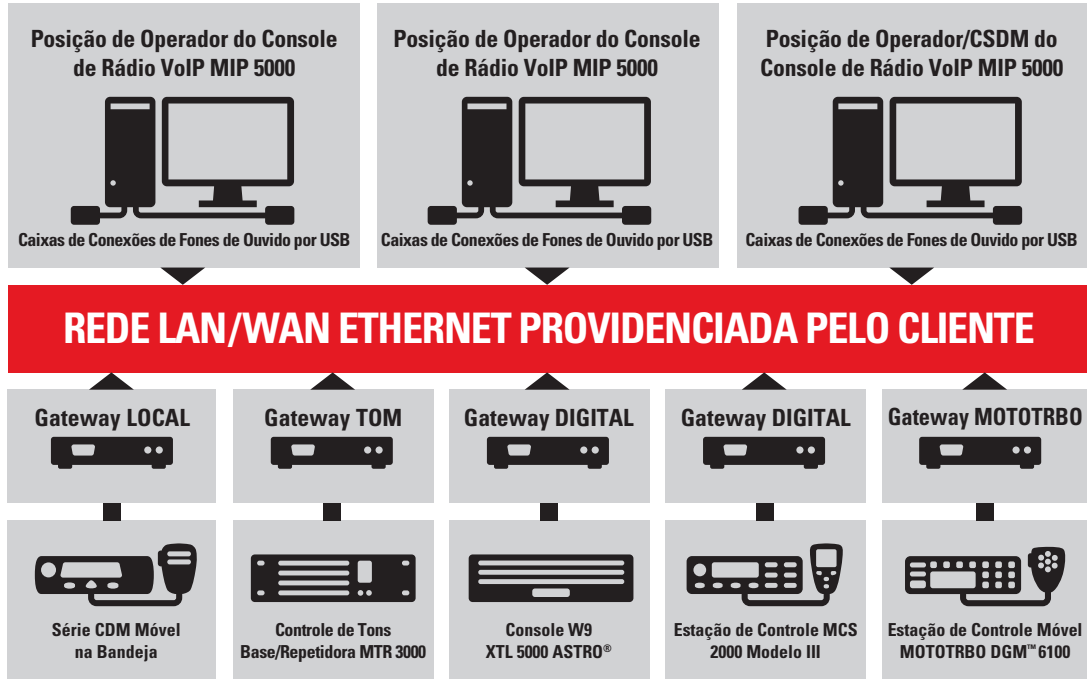 Posição de Operador do Console
de Rádio VoIP MIP 5000
Caixas de Conexões de Fones de Ouvido por USB
Posição de Operador do Console
de Rádio VoIP MIP 5000
Caixas de Conexões de Fones de Ouvido por USB
Posição de Operador/CSDM do
Console de Rádio VoIP MIP 5000
Caixas de Conexões de Fones de Ouvido por USB
REDE LAN/WAN ETHERNET PROVIDENCIADA PELO CLIENTE
Gateway LOCAL
Gateway TOM
Gateway DIGITAL
Gateway DIGITAL
Gateway MOTOTRBO
Série CDM Móvel
na Bandeja
Controle de Tons
Base/Repetidora MTR 3000
Console W9
XTL 5000 ASTRO®
Estação de Controle MCS
2000 Modelo III
Estação de Controle Móvel
MOTOTRBO DGM™ 6100